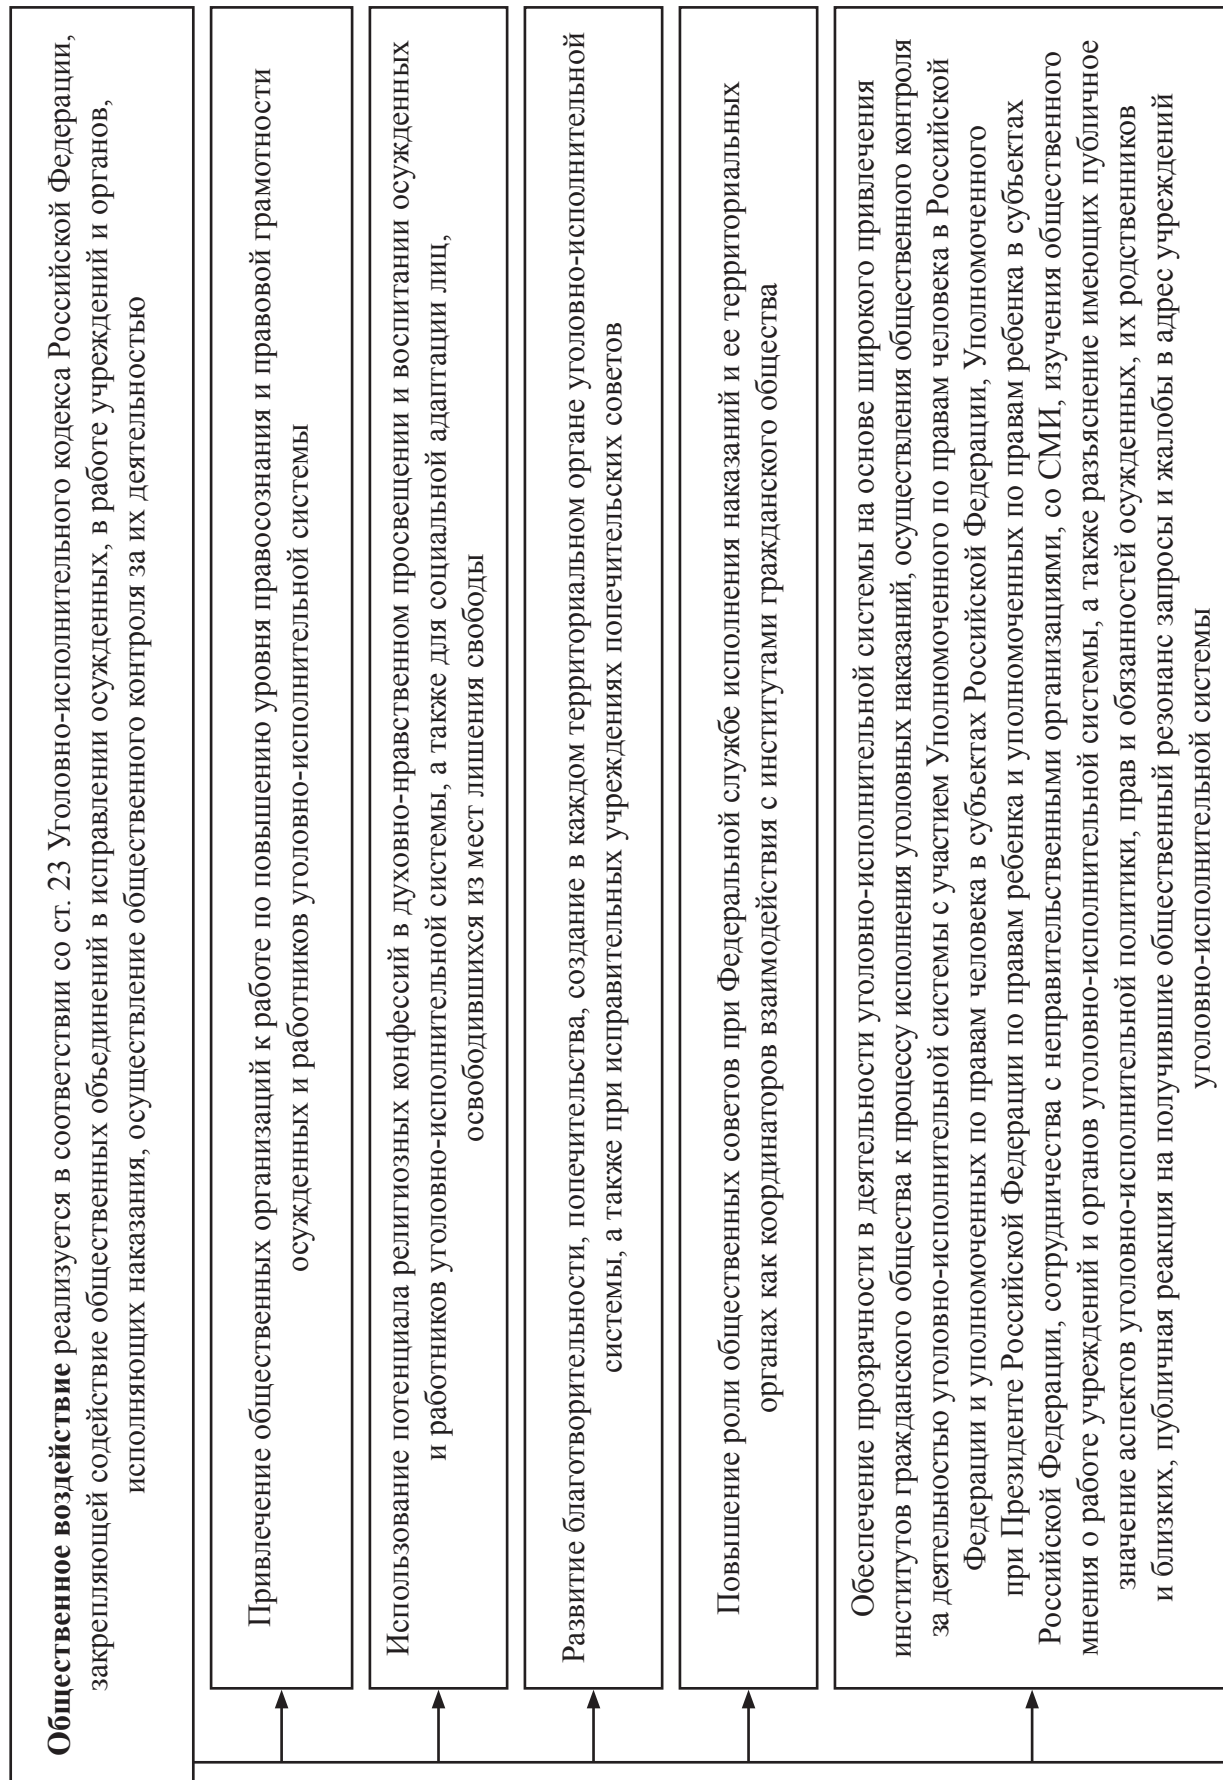 Общественное воздействие реализуется в соответствии со ст. 23 Уголовно-исполнительного кодекса Российской Федерации,
закрепляющей содействие общественных объединений в исправлении осужденных, в работе учреждений и органов,
исполняющих наказания, осуществление общественного контроля за их деятельностью
Привлечение общественных организаций к работе по повышению уровня правосознания и правовой грамотности
осужденных и работников уголовно-исполнительной системы
Использование потенциала религиозных конфессий в духовно-нравственном просвещении и воспитании осужденных
и работников уголовно-исполнительной системы, а также для социальной адаптации лиц,
освободившихся из мест лишения свободы
Развитие благотворительности, попечительства, создание в каждом территориальном органе уголовно-исполнительной
системы, а также при исправительных учреждениях попечительских советов
Повышение роли общественных советов при Федеральной службе исполнения наказаний и ее территориальных
органах как координаторов взаимодействия с институтами гражданского общества
Обеспечение прозрачности в деятельности уголовно-исполнительной системы на основе широкого привлечения
институтов гражданского общества к процессу исполнения уголовных наказаний, осуществления общественного контроля
за деятельностью уголовно-исполнительной системы с участием Уполномоченного по правам человека в Российской
Федерации и уполномоченных по правам человека в субъектах Российской Федерации, Уполномоченного
при Президенте Российской Федерации по правам ребенка и уполномоченных по правам ребенка в субъектах
Российской Федерации, сотрудничества с неправительственными организациями, со СМИ, изучения общественного
мнения о работе учреждений и органов уголовно-исполнительной системы, а также разъяснение имеющих публичное
значение аспектов уголовно-исполнительной политики, прав и обязанностей осужденных, их родственников
и близких, публичная реакция на получившие общественный резонанс запросы и жалобы в адрес учреждений
уголовно-исполнительной системы